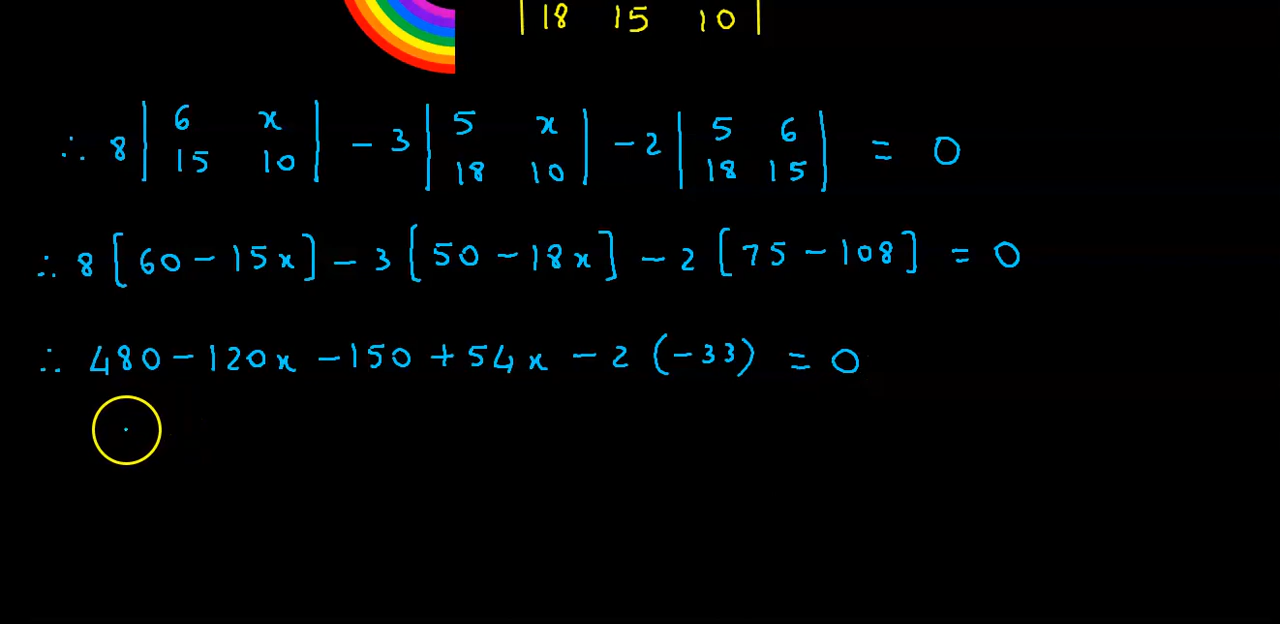 | 18 15 10 |
∴ 8 | 6 x | - 3 | 5 x | - 2 | 5 6 | = 0
| 15 10 | | 18 10 | | 18 15 |
∴ 8 [60 - 15x] - 3 [50 - 18x] - 2 [75 - 108] = 0
∴ 480 - 120x - 150 + 54x - 2 (-33) = 0